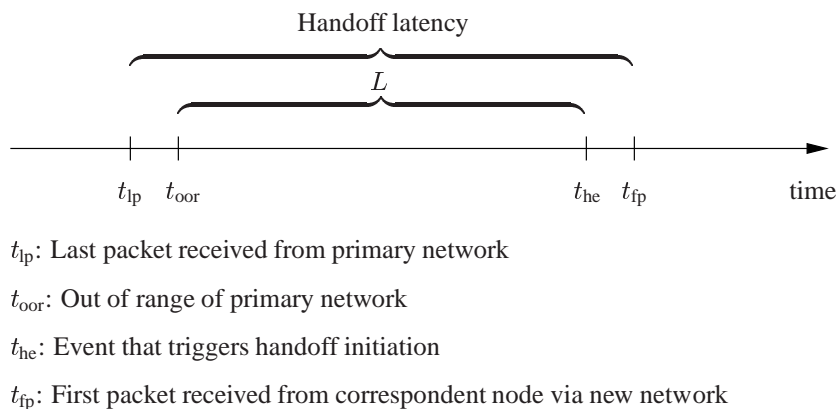 Handoff latency
L
t_lp t_oor t_he t_fp time
t_lp: Last packet received from primary network
t_oor: Out of range of primary network
t_he: Event that triggers handoff initiation
t_fp: First packet received from correspondent node via new network